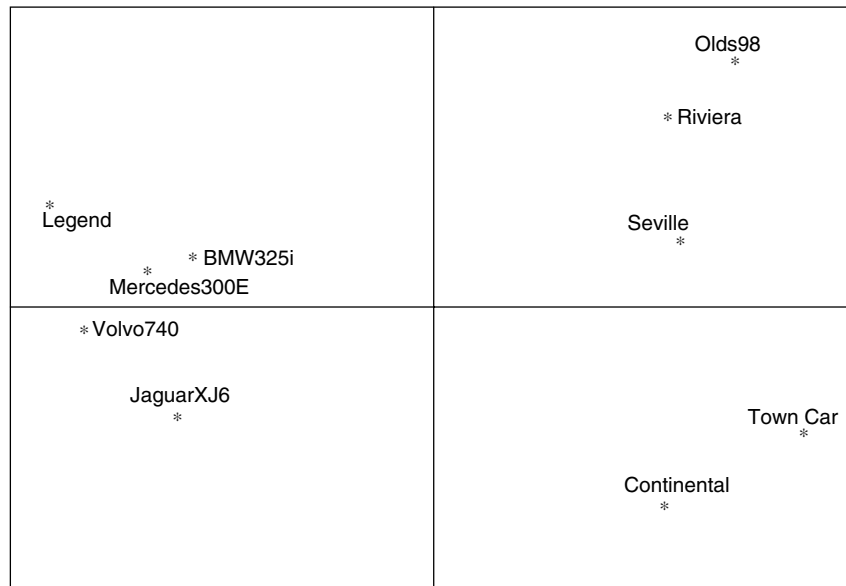 Olds98
Riviera
Legend
Seville
BMW325i
Mercedes300E
Volvo740
JaguarXJ6
Town Car
Continental